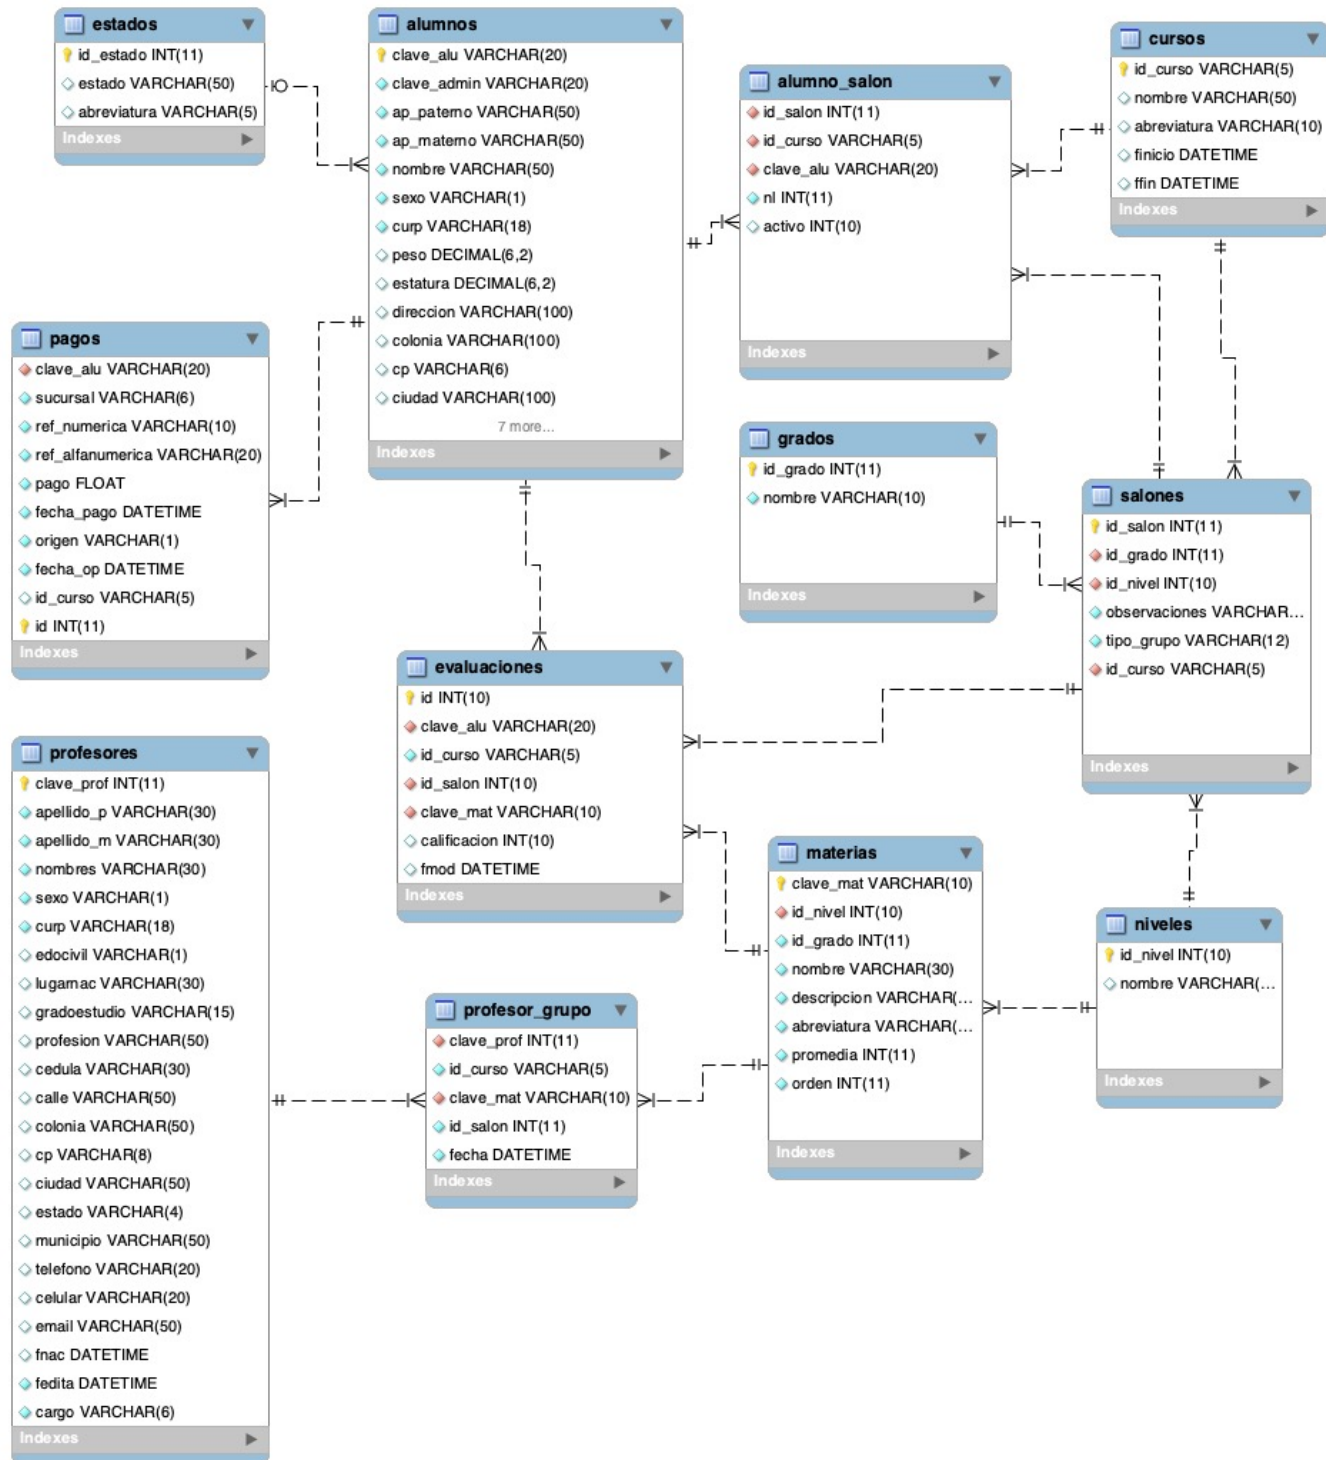 estados
id_estado INT(11)
estado VARCHAR(50)
abreviatura VARCHAR(5)
Indexes
alumnos
clave_alu VARCHAR(20)
clave_admin VARCHAR(20)
ap_paterno VARCHAR(50)
ap_materno VARCHAR(50)
nombre VARCHAR(50)
sexo VARCHAR(1)
curp VARCHAR(18)
peso DECIMAL(6,2)
estatura DECIMAL(6,2)
direccion VARCHAR(100)
colonia VARCHAR(100)
cp VARCHAR(6)
ciudad VARCHAR(100)
7 more...
Indexes
alumno_salon
id_salon INT(11)
id_curso VARCHAR(5)
clave_alu VARCHAR(20)
nl INT(11)
activo INT(10)
Indexes
cursos
id_curso VARCHAR(5)
nombre VARCHAR(50)
abreviatura VARCHAR(10)
finicio DATETIME
ffin DATETIME
Indexes
pagos
clave_alu VARCHAR(20)
sucursal VARCHAR(6)
ref_numerica VARCHAR(10)
ref_alfanumerica VARCHAR(20)
pago FLOAT
fecha_pago DATETIME
origen VARCHAR(1)
fecha_op DATETIME
id_curso VARCHAR(5)
id INT(11)
Indexes
grados
id_grado INT(11)
nombre VARCHAR(10)
Indexes
salones
id_salon INT(11)
id_grado INT(11)
id_nivel INT(10)
observaciones VARCHAR...
tipo_grupo VARCHAR(12)
id_curso VARCHAR(5)
Indexes
evaluaciones
id INT(10)
clave_alu VARCHAR(20)
id_curso VARCHAR(5)
id_salon INT(10)
clave_mat VARCHAR(10)
calificacion INT(10)
fmod DATETIME
Indexes
profesores
clave_prof INT(11)
apellido_p VARCHAR(30)
apellido_m VARCHAR(30)
nombres VARCHAR(30)
sexo VARCHAR(1)
curp VARCHAR(18)
edocivil VARCHAR(1)
lugarnac VARCHAR(30)
gradoestudio VARCHAR(15)
profesion VARCHAR(50)
cedula VARCHAR(30)
calle VARCHAR(50)
colonia VARCHAR(50)
cp VARCHAR(8)
ciudad VARCHAR(50)
estado VARCHAR(4)
municipio VARCHAR(50)
telefono VARCHAR(20)
celular VARCHAR(20)
email VARCHAR(50)
fnac DATETIME
fedita DATETIME
cargo VARCHAR(6)
Indexes
materias
clave_mat VARCHAR(10)
id_nivel INT(10)
id_grado INT(11)
nombre VARCHAR(30)
descripcion VARCHAR(...
abreviatura VARCHAR(...
promedia INT(11)
orden INT(11)
Indexes
niveles
id_nivel INT(10)
nombre VARCHAR(...
Indexes
profesor_grupo
clave_prof INT(11)
id_curso VARCHAR(5)
clave_mat VARCHAR(10)
id_salon INT(11)
fecha DATETIME
Indexes